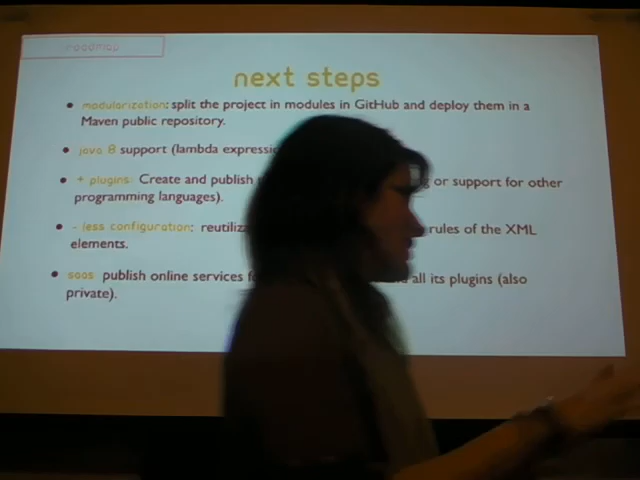 roadmap
next steps
• modularization: split the project in modules in GitHub and deploy them in a
Maven public repository.
• java 8 support (lambda
• + plugins: Create and publish or support for other
programming languages).
• - less configuration: rules of the XML
elements.
• saas publish online services all its plugins (also
private).